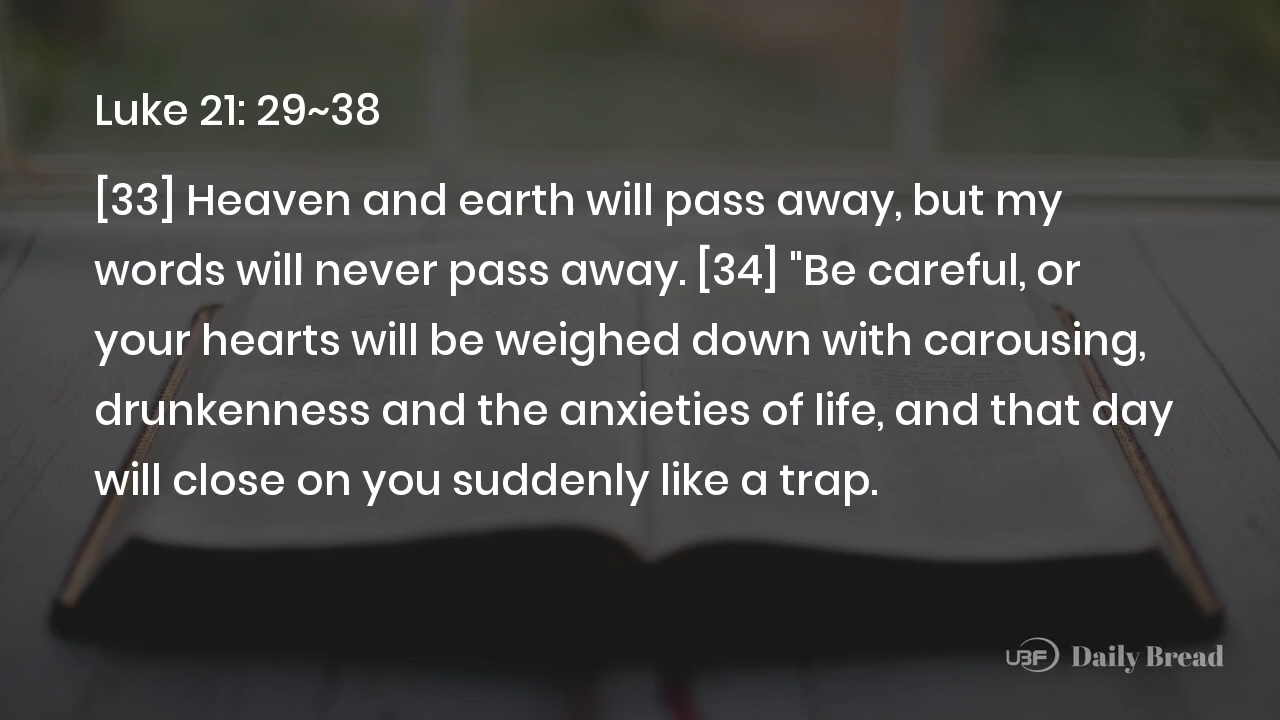 Luke 21: 29~38
[33] Heaven and earth will pass away, but my
words will never pass away. [34] "Be careful, or
your hearts will be weighed down with carousing,
drunkenness and the anxieties of life, and that day
will close on you suddenly like a trap.
UBF Daily Bread